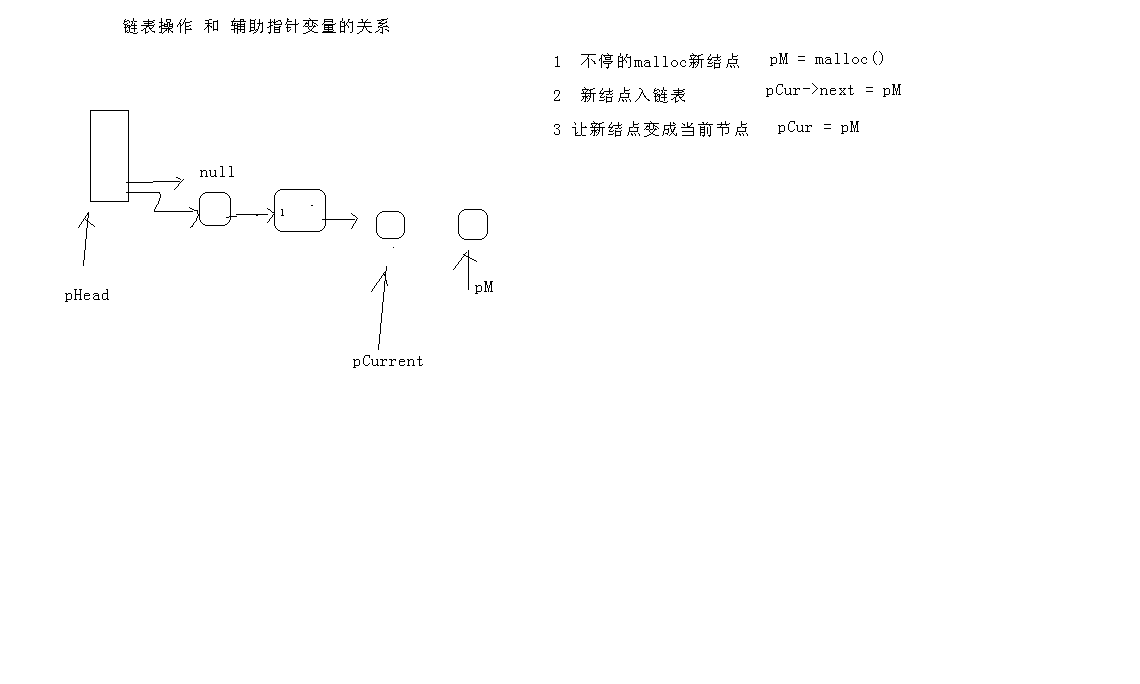 链表操作 和 辅助指针变量的关系
1 不停的malloc新结点 pM = malloc()
2 新结点入链表 pCur->next = pM
3 让新结点变成当前节点 pCur = pM
null
1
pHead
pM
pCurrent